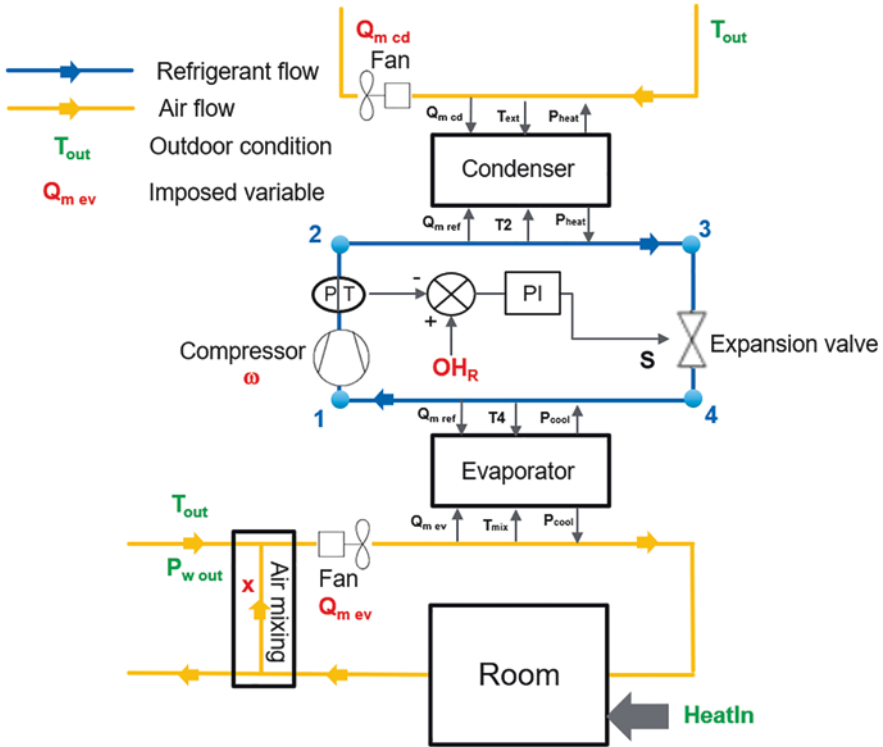 Q m cd
T out
Fan
Refrigerant flow
Air flow
Q m cd
T ext
P heat
T out
Outdoor condition
Condenser
Q m ev
Imposed variable
Q m ref
T2
P heat
2
3
P T
-
PI
+
Compressor
ω
OH R
S
Expansion valve
1
4
Q m ref
T4
P cool
Evaporator
T out
Q m ev
T mix
P cool
P w out
x
Air mixing
Fan
Q m ev
Room
HeatIn